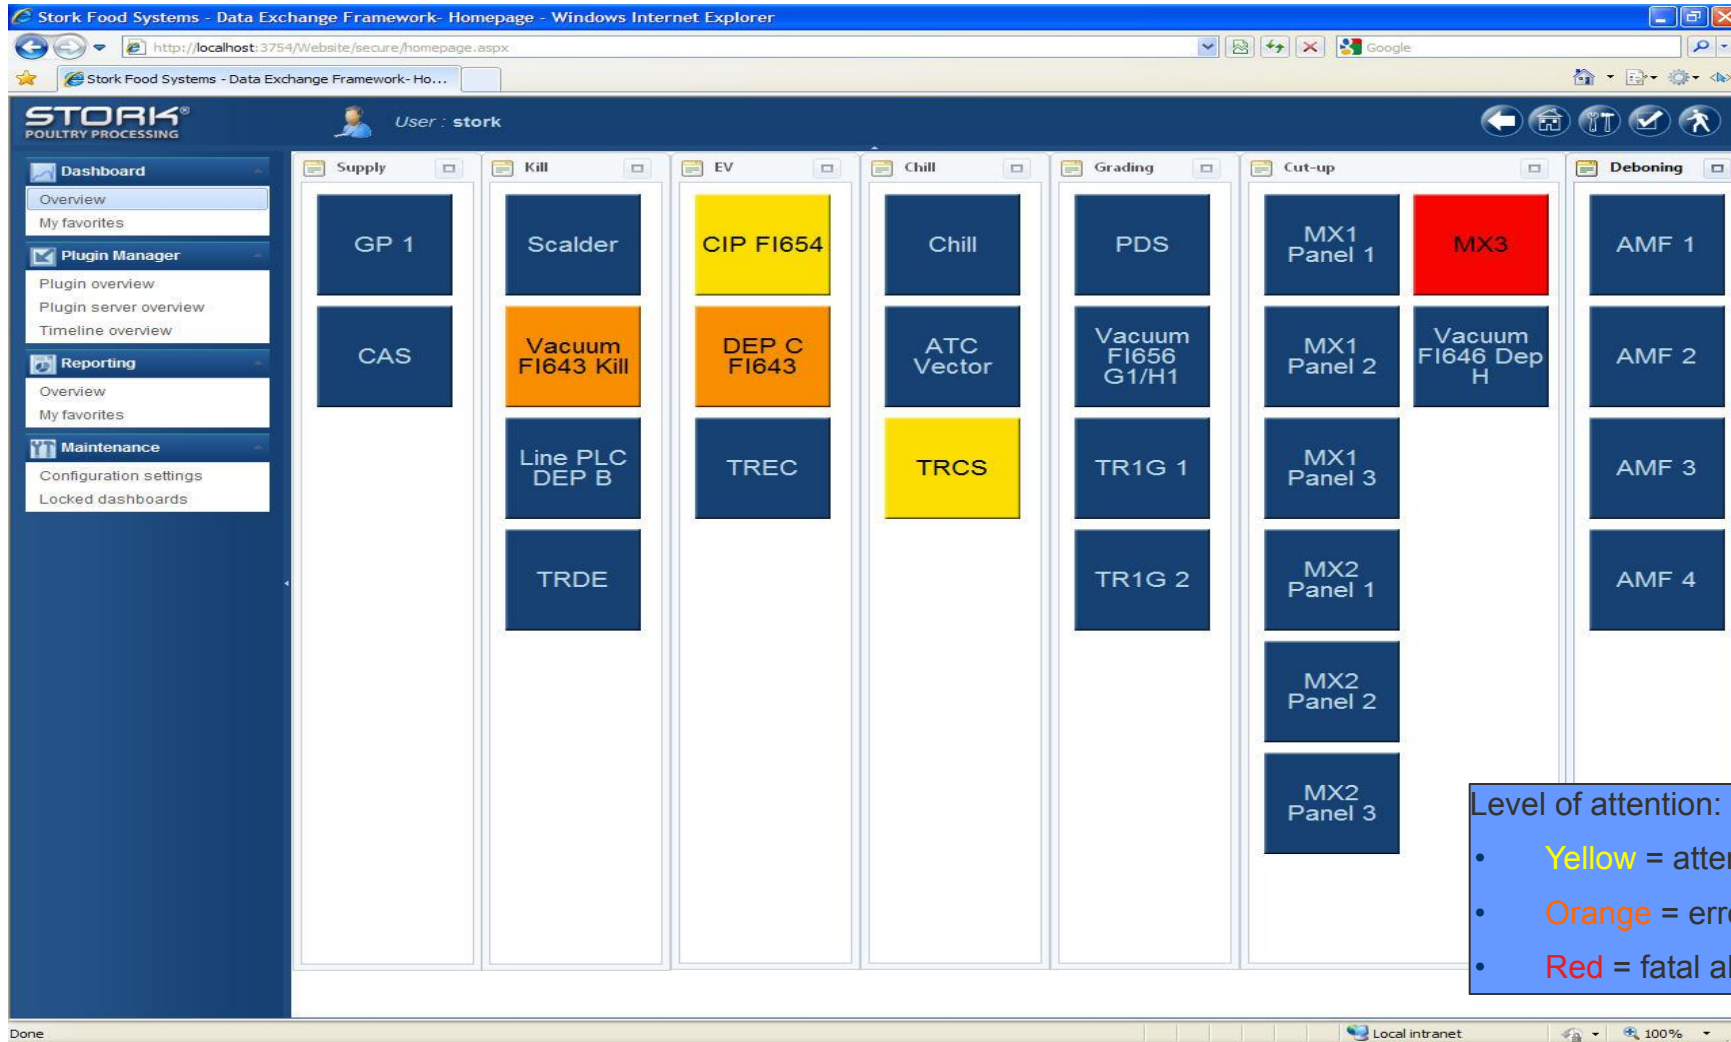 Stork Food Systems - Data Exchange Framework- Homepage - Windows Internet Explorer
http://localhost:3754/Website/secure/homepage.aspx
Google
Stork Food Systems - Data Exchange Framework- Ho...
STORK®
POULTRY PROCESSING
User : stork
Dashboard
Overview
My favorites
Plugin Manager
Plugin overview
Plugin server overview
Timeline overview
Reporting
Overview
My favorites
Maintenance
Configuration settings
Locked dashboards
Supply
GP 1
CAS
Kill
Scalder
Vacuum
FI643 Kill
Line PLC
DEP B
TRDE
EV
CIP FI654
DEP C
FI643
TREC
Chill
Chill
ATC
Vector
TRCS
Grading
PDS
Vacuum
FI656
G1/H1
TR1G 1
TR1G 2
Cut-up
MX1
Panel 1
MX1
Panel 2
MX1
Panel 3
MX2
Panel 1
MX2
Panel 2
MX2
Panel 3
MX3
Vacuum
FI646 Dep
H
Deboning
AMF 1
AMF 2
AMF 3
AMF 4
Level of attention:
• Yellow =
• Orange =
• Red = fatal
Done
Local intranet
100%